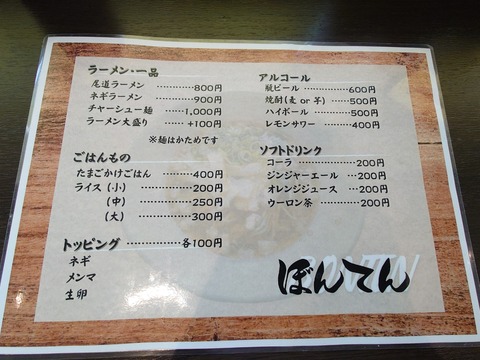 ラーメン・一品
尾道ラーメン …………800円
ネギラーメン …………900円
チャーシュー麺 ………1,000円
ラーメン大盛り ………+100円
※麺はかためです
ごはんもの
たまごかけごはん ………400円
ライス (小) …………200円
(中) …………250円
(大) …………300円
トッピング …………各100円
ネギ
メンマ
生卵
アルコール
瓶ビール …………600円
焼酎(麦 or 芋) ……500円
ハイボール …………500円
レモンサワー ………400円
ソフトドリンク
コーラ …………200円
ジンジャーエール …200円
オレンジジュース …200円
ウーロン茶 …………200円
ぼんてん